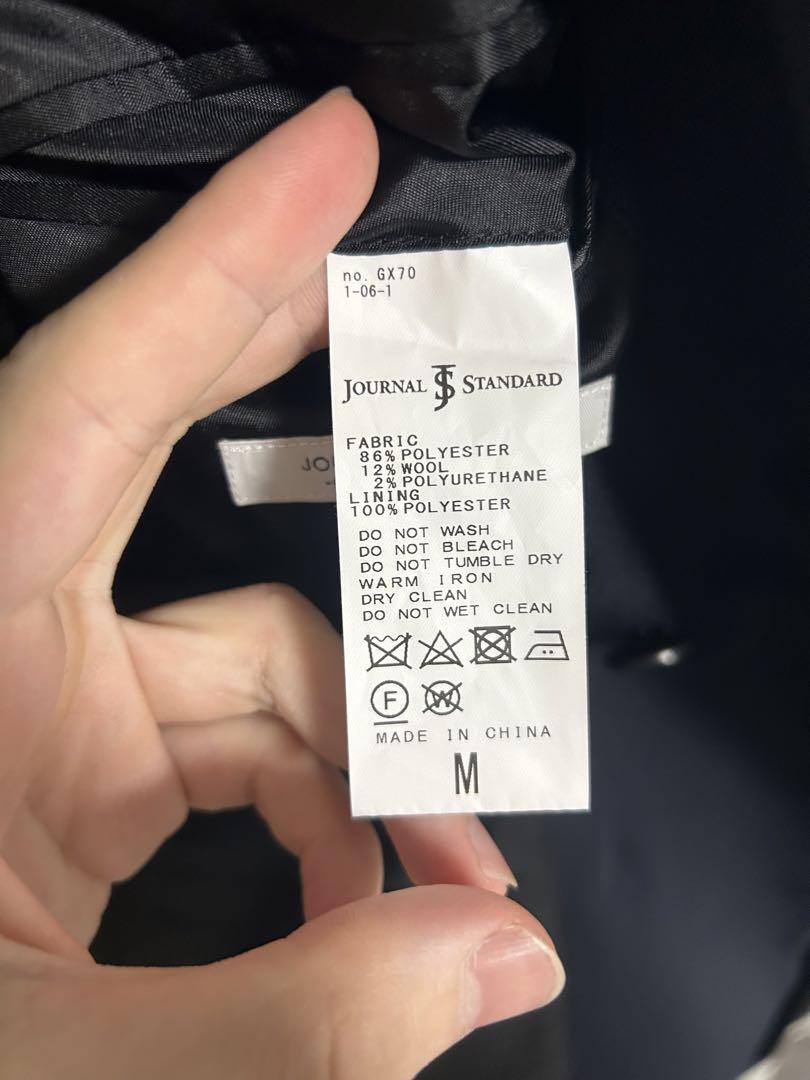 no. GX70
1-06-1
JOURNAL JS STANDARD
FABRIC
86% POLYESTER
12% WOOL
2% POLYURETHANE
LINING
100% POLYESTER
DO NOT WASH
DO NOT BLEACH
DO NOT TUMBLE DRY
WARM IRON
DRY CLEAN
DO NOT WET CLEAN
F W
MADE IN CHINA
M
JO